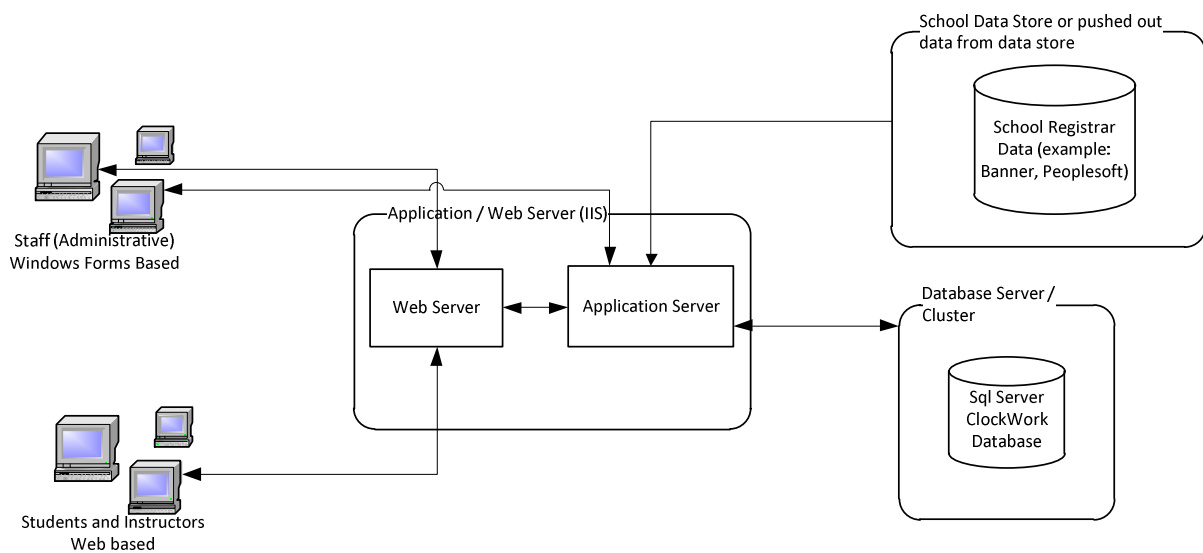 School Data Store or pushed out
data from data store
School Registrar
Data (example:
Banner, Peoplesoft)
Staff (Administrative)
Windows Forms Based
Application / Web Server (IIS)
Web Server
Application Server
Database Server /
Cluster
Sql Server
ClockWork
Database
Students and Instructors
Web based